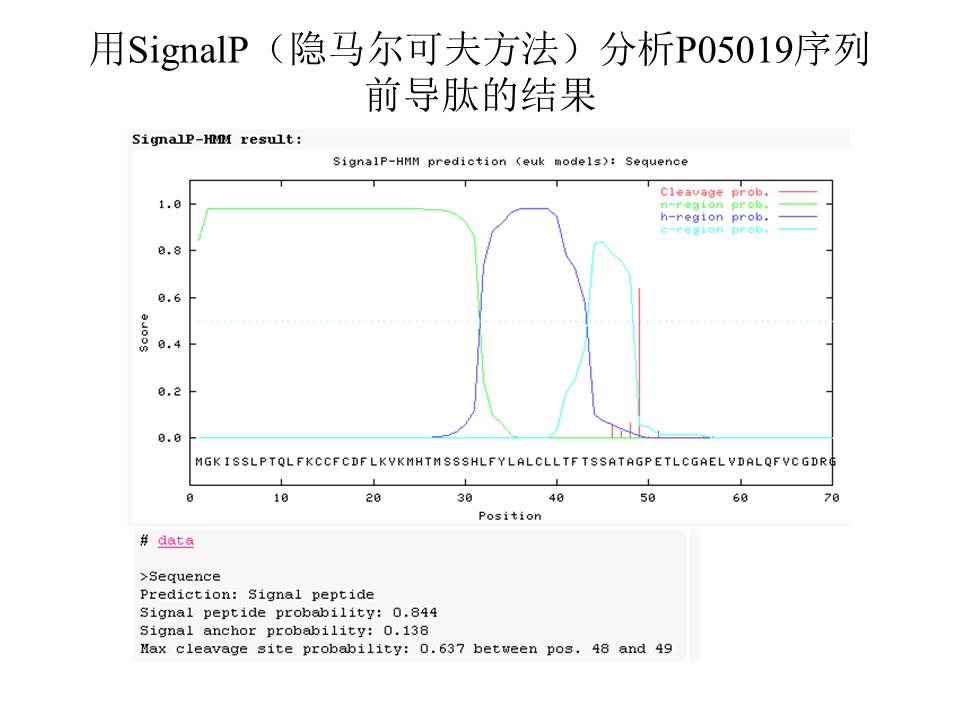 用SignalP（隐马尔可夫方法）分析P05019序列
前导肽的结果
SignalP-HMM result:
SignalP-HMM prediction (euk models): Sequence
Cleavage prob.
n-region prob.
h-region prob.
c-region prob.
1.0
0.8
0.6
0.4
0.2
0.0
Score
MGKISSLPTQLFKCCFCDFLKVKMHTMSSSHLFYLALCLLTFTSSATAGPETLCGAELVDALQFVCGDRG
0 10 20 30 40 50 60 70
Position
# data
>Sequence
Prediction: Signal peptide
Signal peptide probability: 0.844
Signal anchor probability: 0.138
Max cleavage site probability: 0.637 between pos. 48 and 49